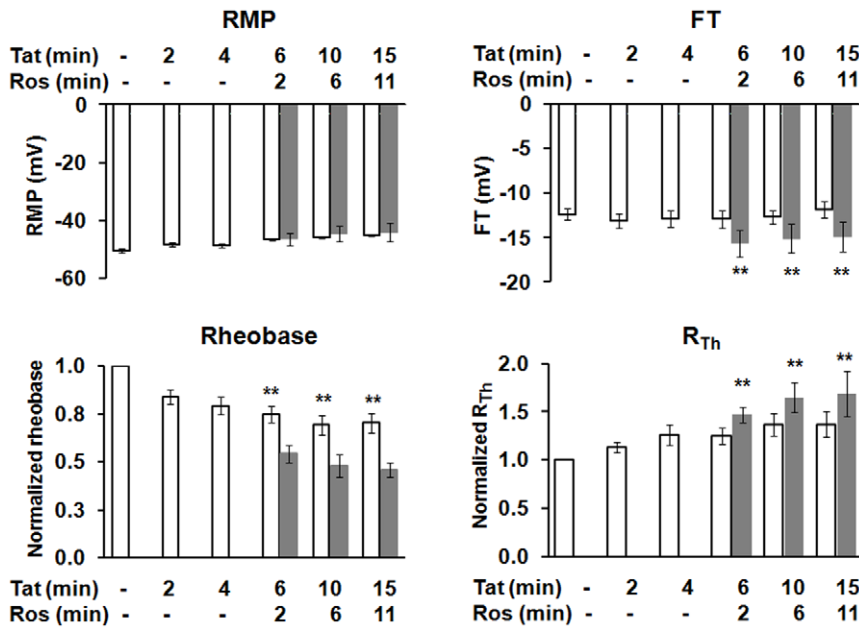 RMP
Tat (min) - 2 4 6 10 15
Ros (min) - - - 2 6 11
0
-20
-40
-60
RMP (mV)
FT
Tat (min) - 2 4 6 10 15
Ros (min) - - - 2 6 11
0
-5
-10
-15
-20
FT (mV)
** ** **
Rheobase
1.0
0.8
0.5
0.3
0.0
Normalized rheobase
** ** **
Tat (min) - 2 4 6 10 15
Ros (min) - - - 2 6 11
RTh
2.0
1.5
1.0
0.5
0.0
Normalized RTh
** ** **
Tat (min) - 2 4 6 10 15
Ros (min) - - - 2 6 11